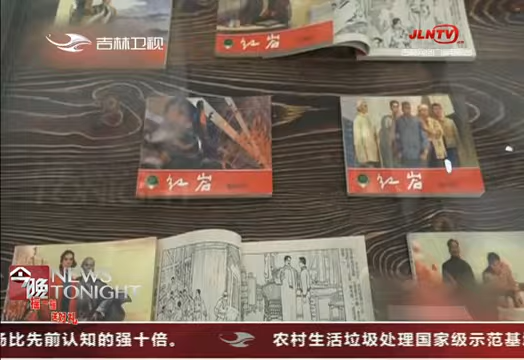 吉林卫视
JLNTV
红岩
红岩
红岩
今晚
NEWS
TONIGHT
场比先前认知的强十倍。
农村生活垃圾处理国家级示范基